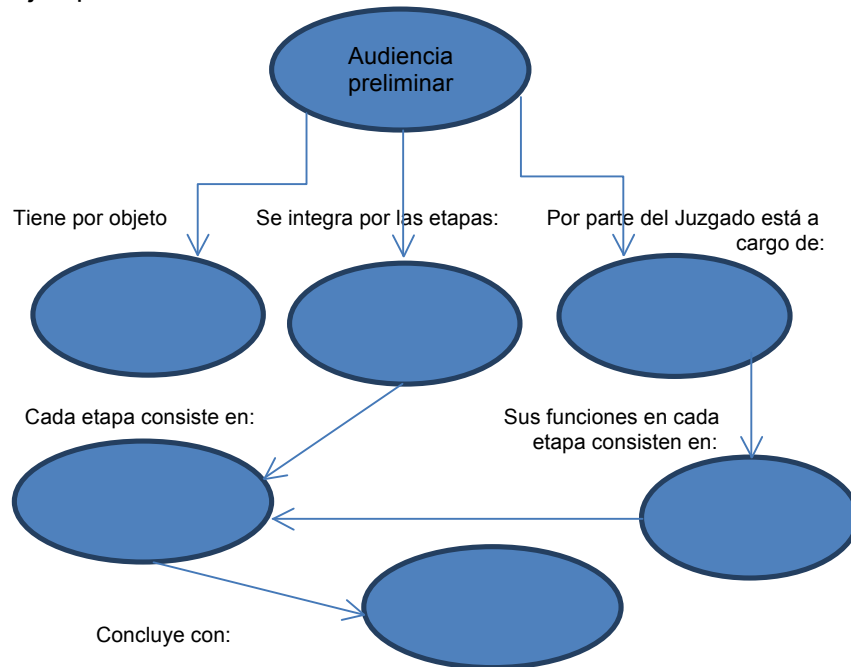 Audiencia
preliminar
Tiene por objeto
Se integra por las etapas:
Por parte del Juzgado está a
cargo de:
Cada etapa consiste en:
Sus funciones en cada
etapa consisten en:
Concluye con: